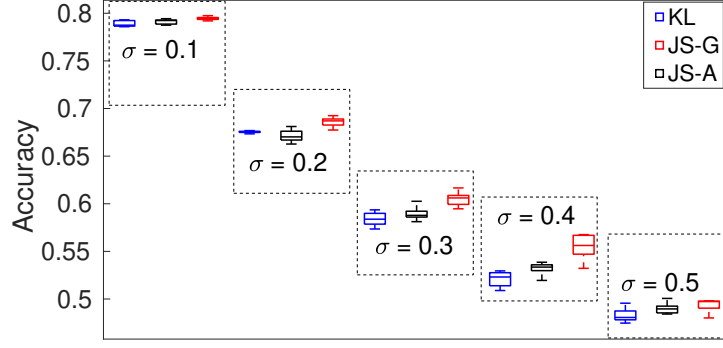 0.8
0.75
0.7
0.65
0.6
0.55
0.5
Accuracy
σ = 0.1
σ = 0.2
σ = 0.3
σ = 0.4
σ = 0.5
KL
JS-G
JS-A